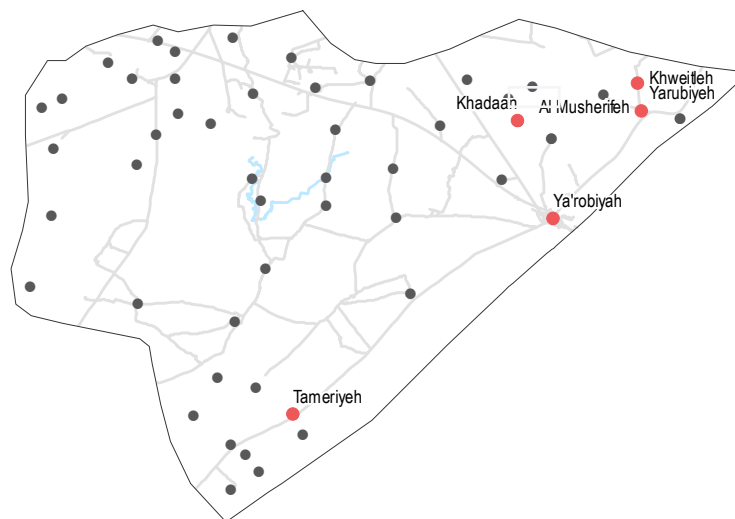 Khweitleh
Yarubiyeh
Khadaah
Al Musherifeh
Ya'robiyah
Tameriyeh